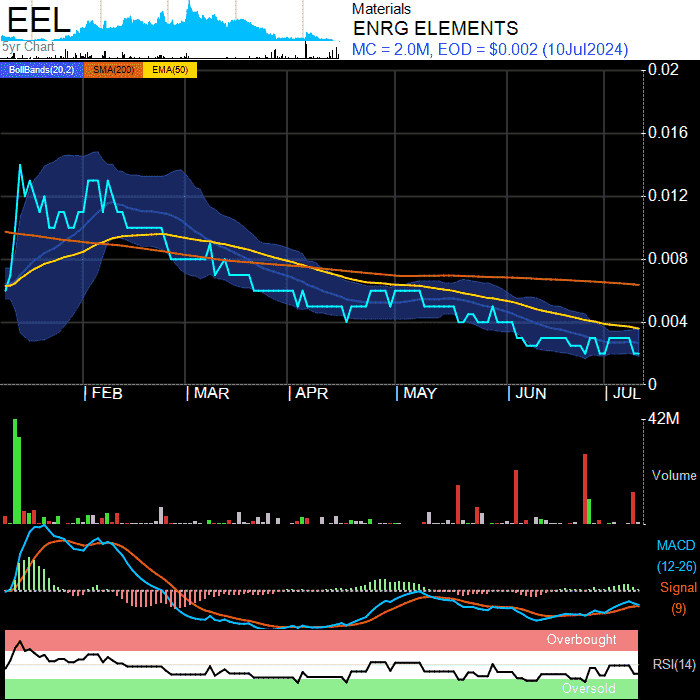 EEL
5yr Chart
Materials
ENRG ELEMENTS
MC = 2.0M, EOD = $0.002 (10Jul2024)
BollBands(20,2) SMA(200) EMA(50)
0.02
0.016
0.012
0.008
0.004
0
FEB MAR APR MAY JUN JUL
42M
Volume
MACD
(12-26)
Signal
(9)
Overbought
RSI(14)
Oversold